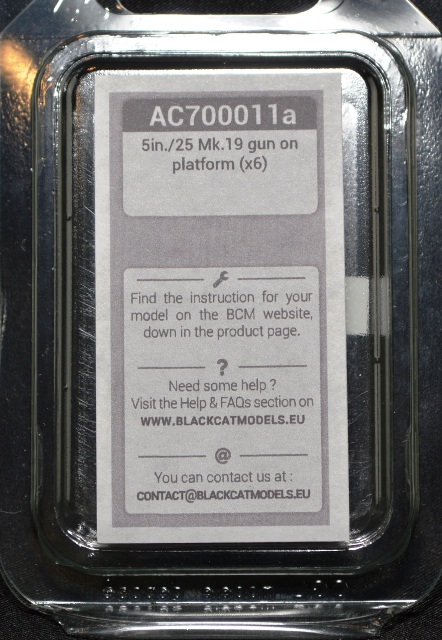 AC700011a
5in./25 Mk.19 gun on
platform (x6)
Find the instruction for your
model on the BCM website,
down in the product page.
?
Need some help ?
Visit the Help & FAQs section on
WWW.BLACKCATMODELS.EU
@
You can contact us at :
CONTACT@BLACKCATMODELS.EU